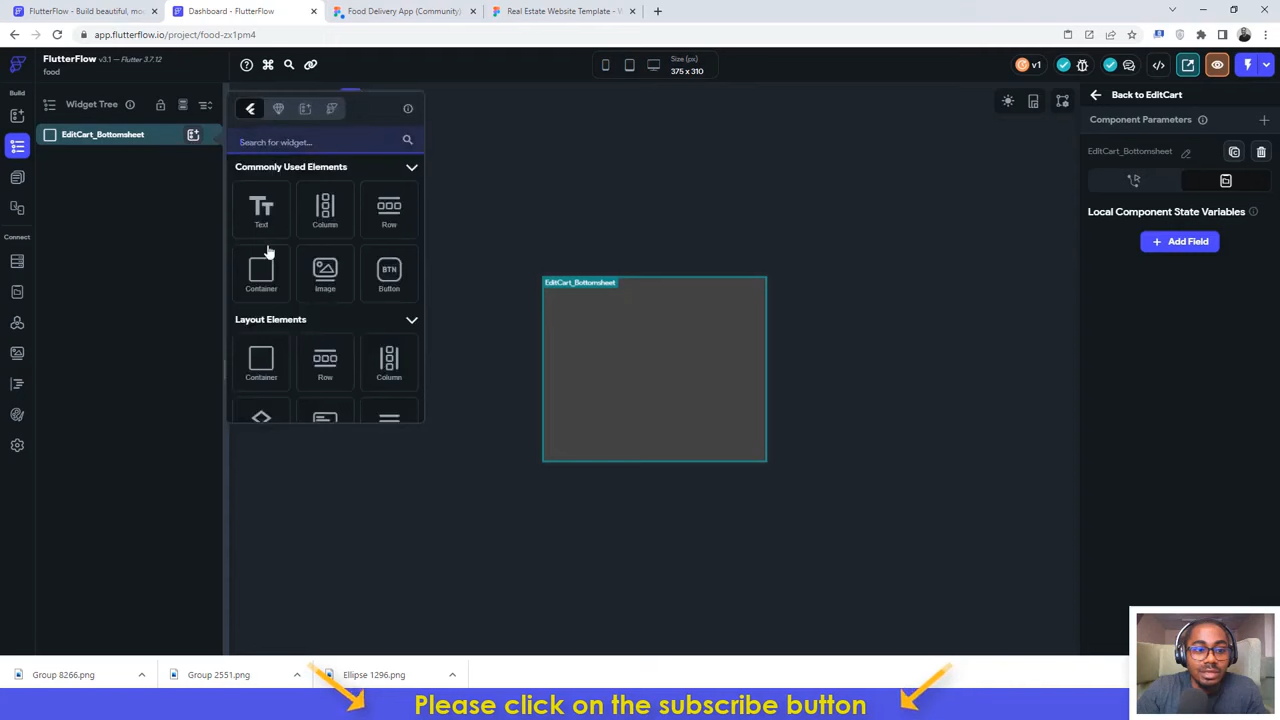 FlutterFlow - Build beautiful, mo
Dashboard - FlutterFlow
Food Delivery App (Community)
Real Estate Website Template - W
app.flutterflow.io/project/food-zx1pm4
FlutterFlow v3.1 – Flutter 3.7.12
food
Size (px)
375 x 310
v1
Build
Widget Tree
Back to EditCart
Component Parameters
EditCart_Bottomsheet
Search for widget...
EditCart_Bottomsheet
Commonly Used Elements
Text
Column
Row
Local Component State Variables
Connect
+ Add Field
Container
Image
BTN
Button
EditCart_Bottomsheet
Layout Elements
Container
Row
Column
Group 8266.png
Group 2551.png
Ellipse 1296.png
Please click on the subscribe button